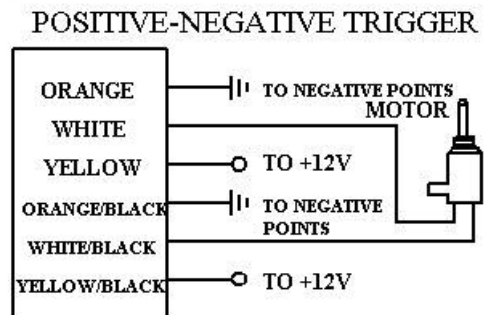 POSITIVE-NEGATIVE TRIGGER
ORANGE
TO NEGATIVE POINTS
MOTOR
WHITE
YELLOW
TO +12V
ORANGE/BLACK
TO NEGATIVE
POINTS
WHITE/BLACK
YELLOW/BLACK
TO +12V